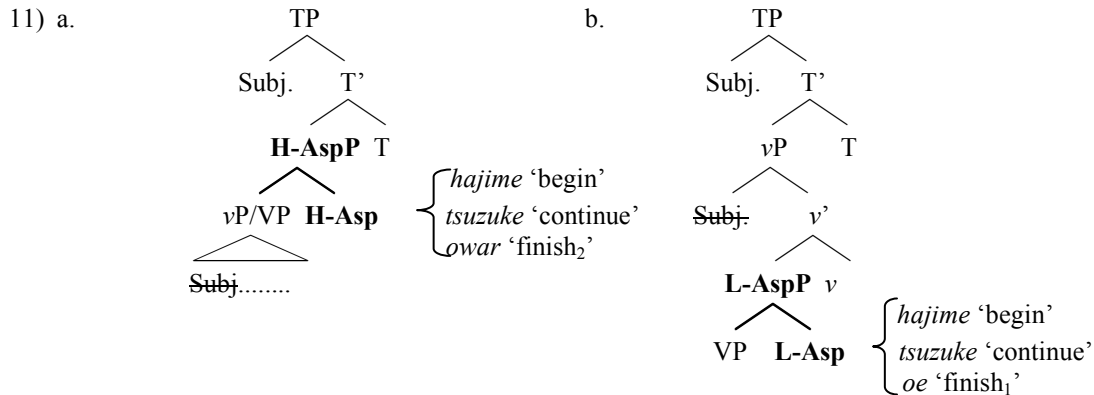 11) a. TP b. TP
Subj. T’ Subj. T’
H-AspP T vP T
hajime ‘begin’
vP/VP H-Asp tsuzuke ‘continue’ Subj. v’
owar ‘finish₂’
Subj........ L-AspP v
hajime ‘begin’
VP L-Asp tsuzuke ‘continue’
oe ‘finish₁’